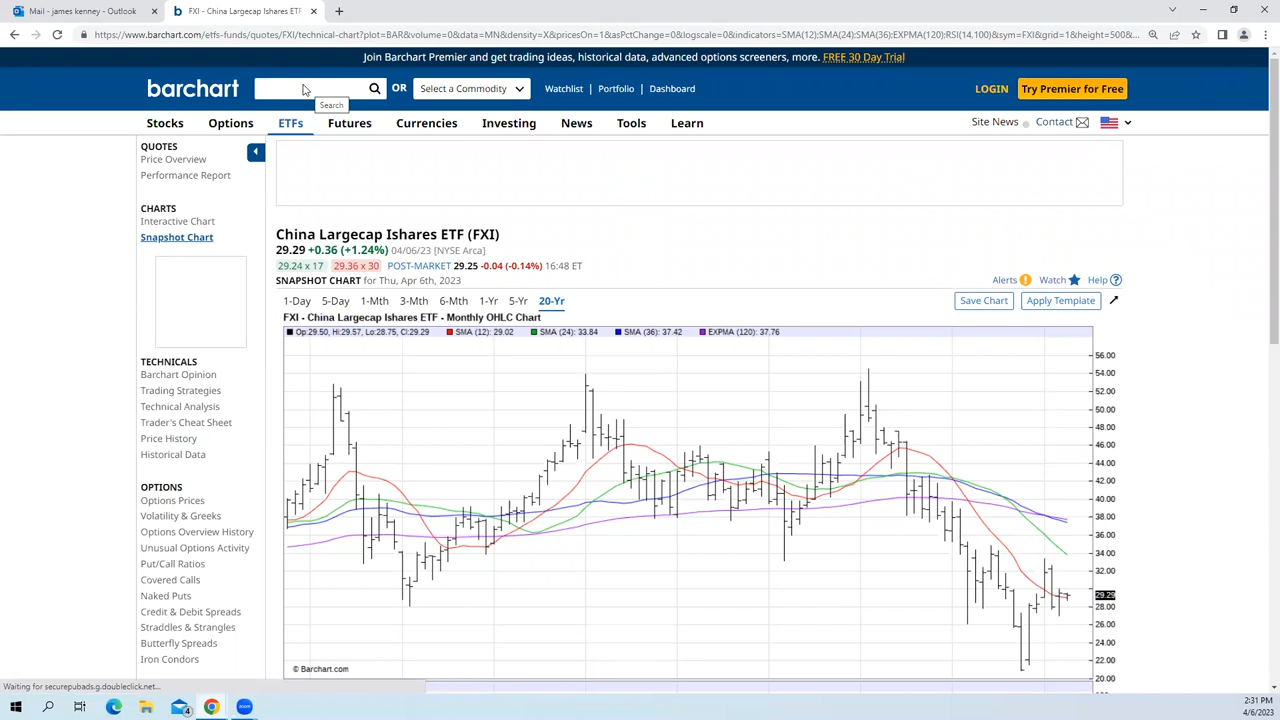 Mail - james kenney - Outlook
FXI - China Largecap Ishares ETF
https://www.barchart.com/etfs-funds/quotes/FXI/technical-chart?plot=BAR&volume=0&data=MN&density=X&pricesOn=1&asPctChange=0&logscale=0&indicators=SMA(12);SMA(24);SMA(36);EXPMA(120);RSI(14,100)&sym=FXI&grid=1&height=500&...
Join Barchart Premier and get trading ideas, historical data, advanced options screeners, more. FREE 30 Day Trial
barchart
OR
Select a Commodity
Watchlist | Portfolio | Dashboard
LOGIN
Try Premier for Free
Search
Stocks Options ETFs Futures Currencies Investing News Tools Learn
Site News
Contact
QUOTES
Price Overview
Performance Report
CHARTS
Interactive Chart
Snapshot Chart
TECHNICALS
Barchart Opinion
Trading Strategies
Technical Analysis
Trader's Cheat Sheet
Price History
Historical Data
OPTIONS
Options Prices
Volatility & Greeks
Options Overview History
Unusual Options Activity
Put/Call Ratios
Covered Calls
Naked Puts
Credit & Debit Spreads
Straddles & Strangles
Butterfly Spreads
Iron Condors
China Largecap Ishares ETF (FXI)
29.29 +0.36 (+1.24%) 04/06/23 [NYSE Arca]
29.24 x 17 29.36 x 30 POST-MARKET 29.25 -0.04 (-0.14%) 16:48 ET
SNAPSHOT CHART for Thu, Apr 6th, 2023
Alerts Watch Help
1-Day 5-Day 1-Mth 3-Mth 6-Mth 1-Yr 5-Yr 20-Yr
Save Chart
Apply Template
FXI - China Largecap Ishares ETF - Monthly OHLC Chart
Op:29.50, Hi:29.57, Lo:28.75, Cl:29.29 SMA (12): 29.02 SMA (24): 33.84 SMA (36): 37.42 EXPMA (120): 37.76
56.00
54.00
52.00
50.00
48.00
46.00
44.00
42.00
40.00
38.00
36.00
34.00
32.00
29.29
28.00
26.00
24.00
22.00
20.00
© Barchart.com
Waiting for securepubads.g.doubleclick.net...
4
zoom
2:31 PM
4/6/2023